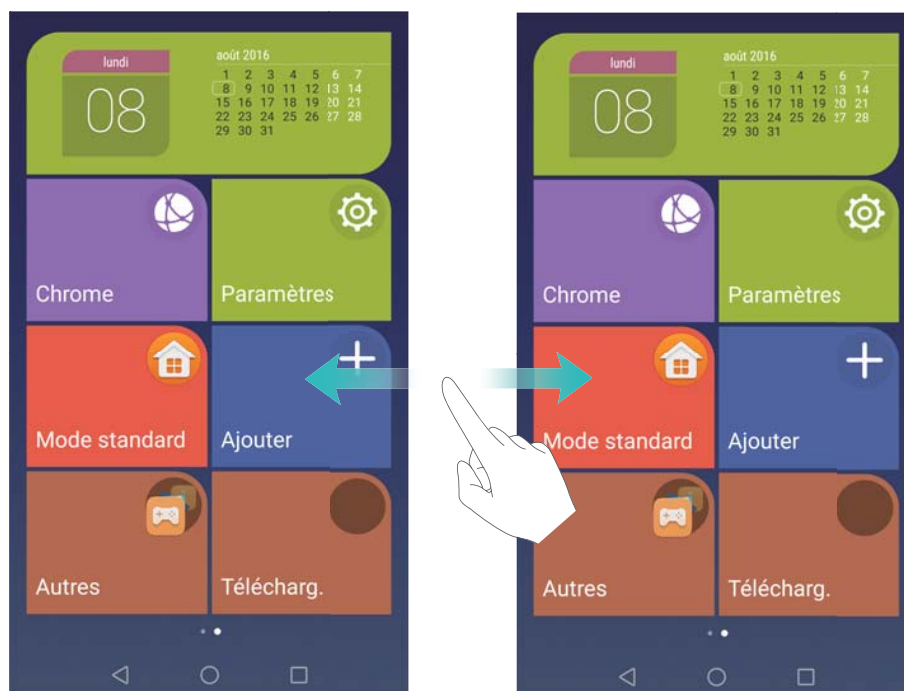 lundi
08
août 2016
1 2 3 4 5 6 7
8 9 10 11 12 13 14
15 16 17 18 19 20 21
22 23 24 25 26 27 28
29 30 31
Chrome
Paramètres
Mode standard
Ajouter
Autres
Télécharg.
lundi
08
août 2016
1 2 3 4 5 6 7
8 9 10 11 12 13 14
15 16 17 18 19 20 21
22 23 24 25 26 27 28
29 30 31
Chrome
Paramètres
Mode standard
Ajouter
Autres
Télécharg.